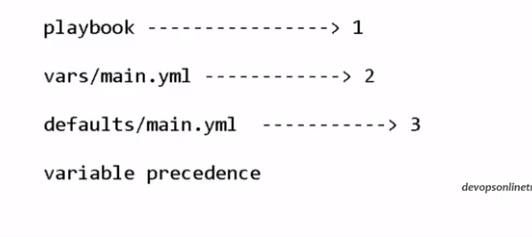 playbook ----------------> 1
vars/main.yml ------------> 2
defaults/main.yml -----------> 3
variable precedence